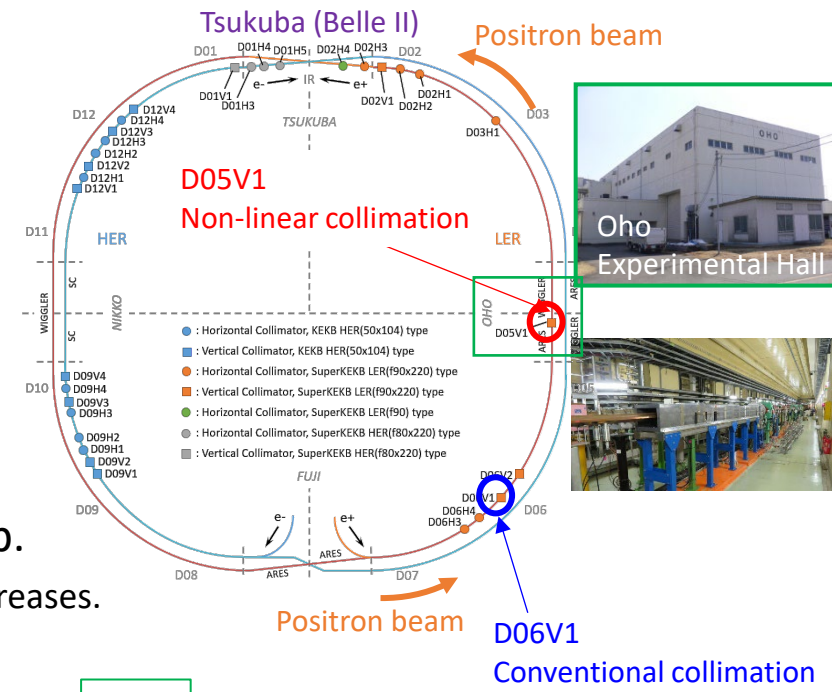 Tsukuba (Belle II)
Positron beam
D01
D01H4
D01H5
D02H4
D02H3
D02
D01V1
D01H3
e-
IR
e+
D02V1
D02H2
D02H1
D03H1
D03
TSUKUBA
D12
D12V4
D12H4
D12V3
D12H3
D12H2
D12V2
D12H1
D12V1
OHO
Oho
Experimental Hall
D05V1
Non-linear collimation
D11
HER
LER
WIGGLER
SC
SC
NIKKO
OHO
WIGGLER
ARES
D05V1
ARES
: Horizontal Collimator, KEKB HER(50x104) type
: Vertical Collimator, KEKB HER(50x104) type
: Horizontal Collimator, SuperKEKB LER(f90x220) type
: Vertical Collimator, SuperKEKB LER(f90x220) type
: Horizontal Collimator, SuperKEKB LER(f90) type
: Horizontal Collimator, SuperKEKB HER(f80x220) type
: Vertical Collimator, SuperKEKB HER(f80x220) type
D10
D09V4
D09H4
D09V3
D09H3
D09H2
D09H1
D09V2
D09V1
D09
FUJI
D06V2
D06H4
D06H3
D06
e-
e+
ARES
ARES
D08
D07
reases.
Positron beam
D06V1
Conventional collimation